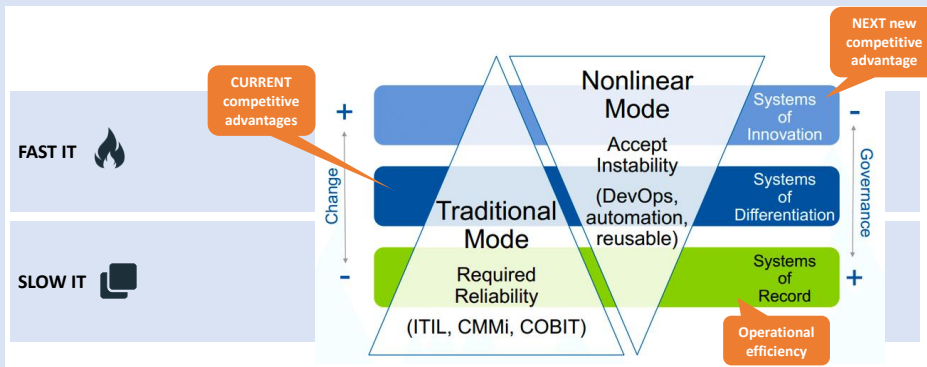 NEXT new
competitive
advantage
CURRENT
competitive
advantages
Nonlinear
Mode
Accept
Instability
(DevOps,
automation,
reusable)
Systems
of
Innovation
+
-
FAST IT
Change
Governance
Systems
of
Differentiation
Traditional
Mode
Required
Reliability
(ITIL, CMMi, COBIT)
Systems
of
Record
SLOW IT
-
+
Operational
efficiency